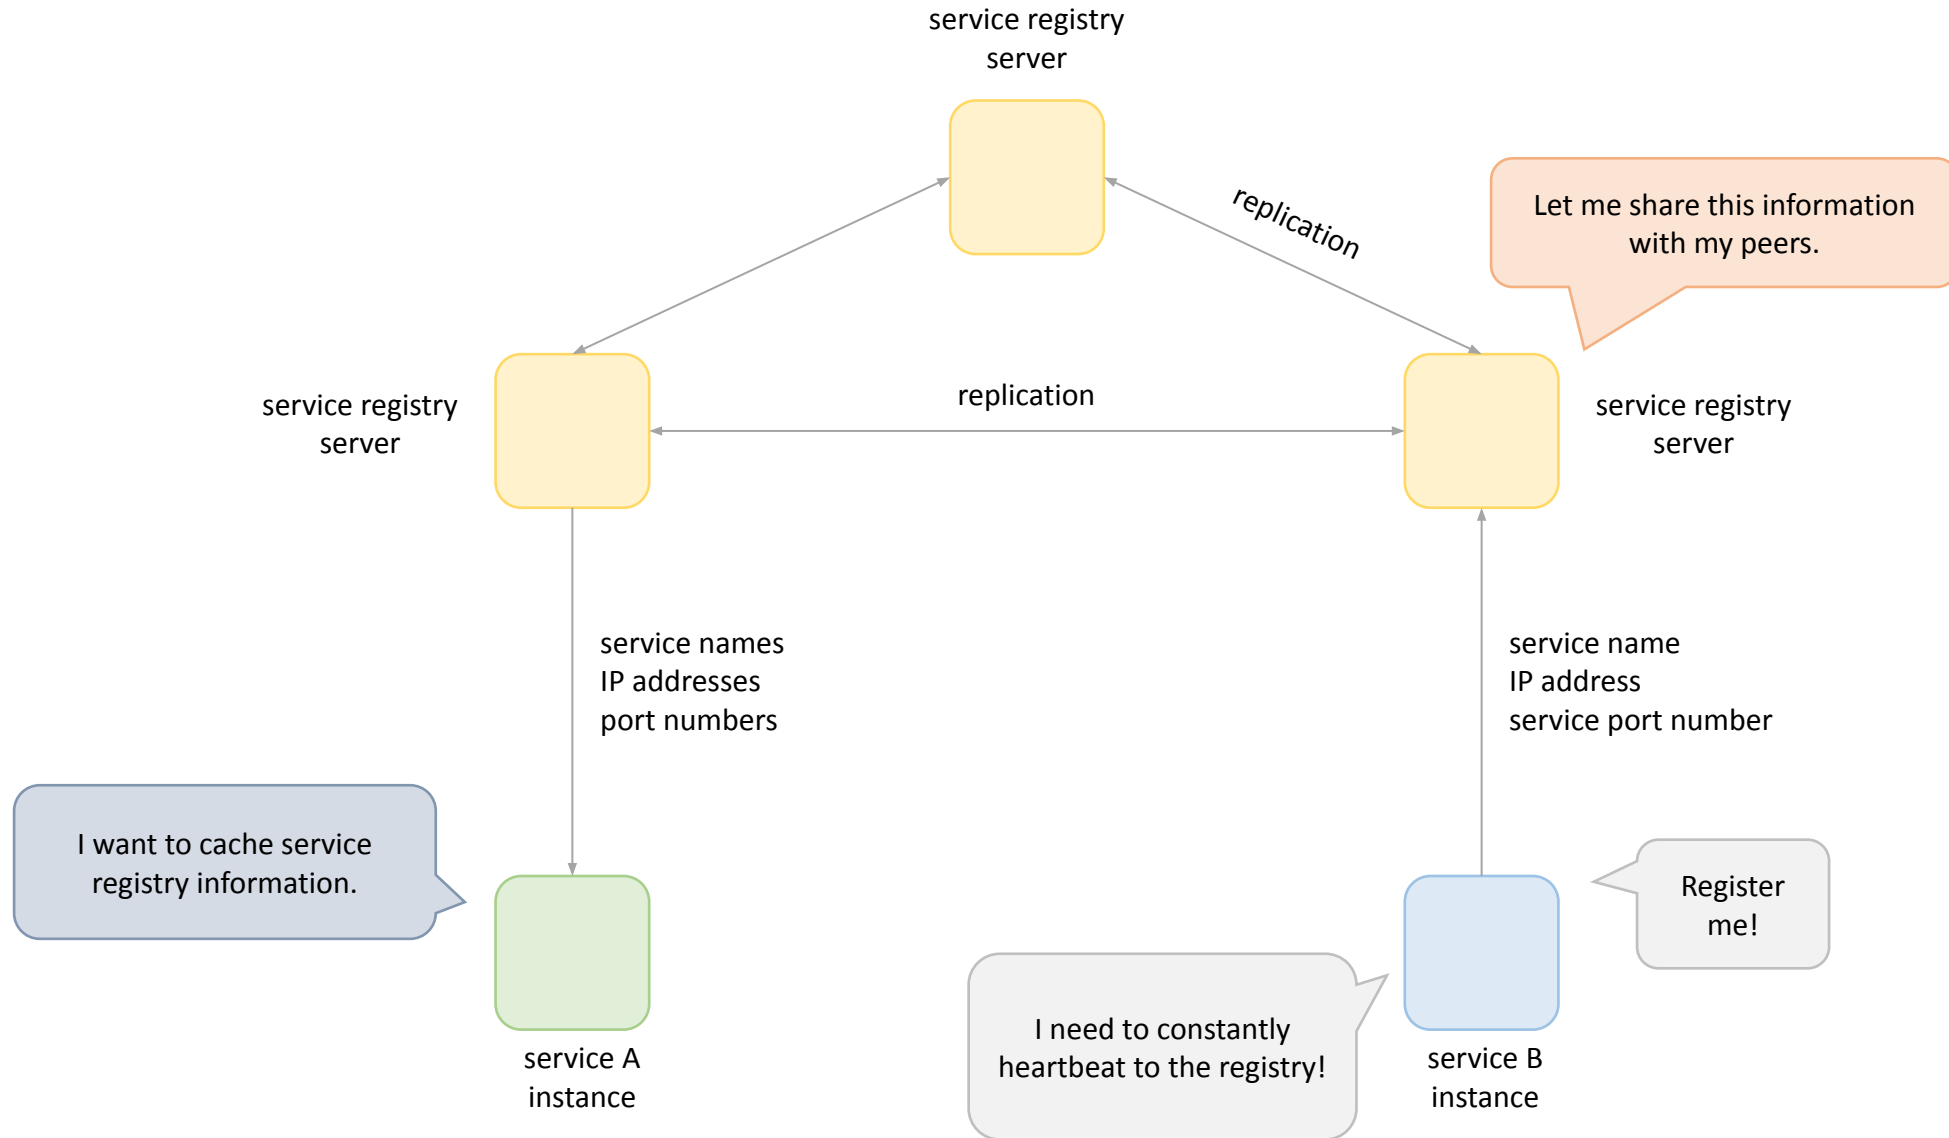 service registry
server
replication
Let me share this information
with my peers.
service registry
server
replication
service registry
server
service names
IP addresses
port numbers
service name
IP address
service port number
I want to cache service
registry information.
Register
me!
I need to constantly
heartbeat to the registry!
service A
instance
service B
instance